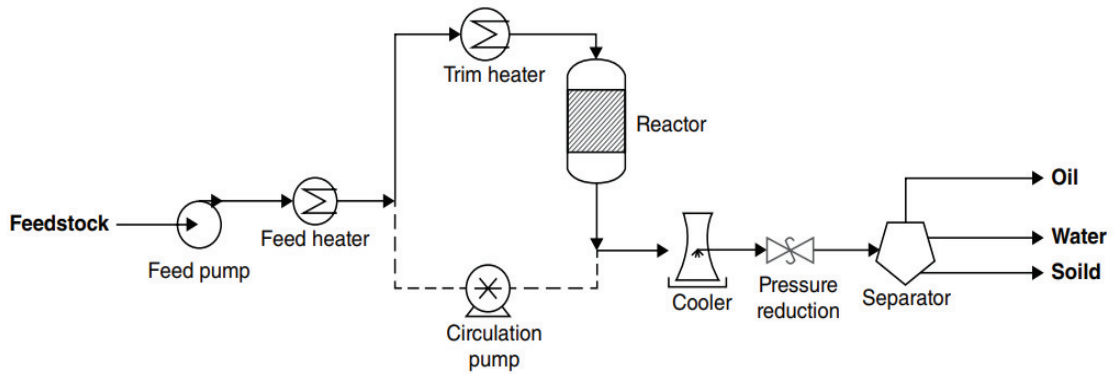 Trim heater
Reactor
Feedstock
Feed pump
Feed heater
Circulation
pump
Cooler
Pressure
reduction
Separator
Oil
Water
Soild